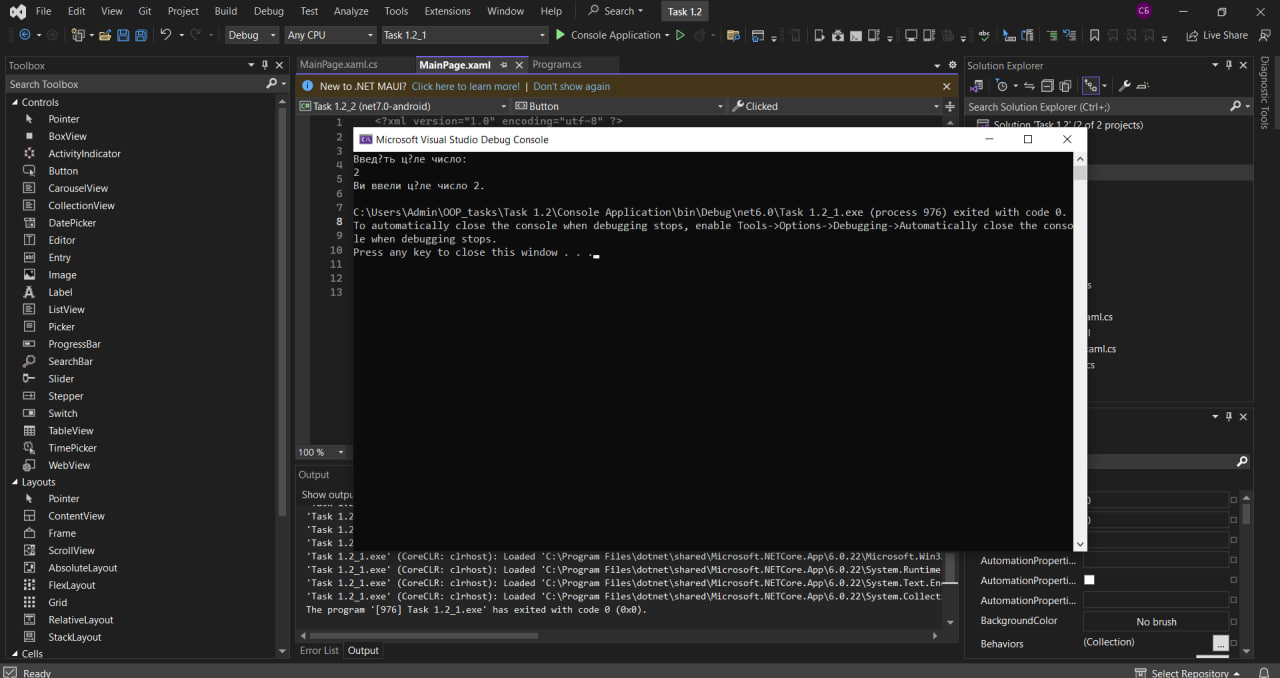 File Edit View Git Project Build Debug Test Analyze Tools Extensions Window Help Search Task 1.2 СБ
Debug Any CPU Task 1.2_1 Console Application Live Share
Toolbox
Search Toolbox
Controls
Pointer
BoxView
ActivityIndicator
Button
CarouselView
CollectionView
DatePicker
Editor
Entry
Image
Label
ListView
Picker
ProgressBar
SearchBar
Slider
Stepper
Switch
TableView
TimePicker
WebView
Layouts
Pointer
ContentView
Frame
ScrollView
AbsoluteLayout
FlexLayout
Grid
RelativeLayout
StackLayout
Cells
MainPage.xaml.cs MainPage.xaml Program.cs
New to .NET MAUI? Click here to learn more! | Don't show again
Task 1.2_2 (net7.0-android) Button Clicked
1 <?xml version="1.0" encoding="utf-8" ?>
2
3
4
5
6
7
8
9
10
11
12
13
Microsoft Visual Studio Debug Console
Введ?ть ц?ле число:
2
Ви ввели ц?ле число 2.
C:\Users\Admin\OOP_tasks\Task 1.2\Console Application\bin\Debug\net6.0\Task 1.2_1.exe (process 976) exited with code 0.
To automatically close the console when debugging stops, enable Tools->Options->Debugging->Automatically close the conso
le when debugging stops.
Press any key to close this window . . .
100 %
Output
Show outpu
'Task 1.2
'Task 1.2
'Task 1.2
'Task 1.2_1.exe' (CoreCLR: clrhost): Loaded 'C:\Program Files\dotnet\shared\Microsoft.NETCore.App\6.0.22\Microsoft.Win3
'Task 1.2_1.exe' (CoreCLR: clrhost): Loaded 'C:\Program Files\dotnet\shared\Microsoft.NETCore.App\6.0.22\System.Runtime
'Task 1.2_1.exe' (CoreCLR: clrhost): Loaded 'C:\Program Files\dotnet\shared\Microsoft.NETCore.App\6.0.22\System.Text.En
'Task 1.2_1.exe' (CoreCLR: clrhost): Loaded 'C:\Program Files\dotnet\shared\Microsoft.NETCore.App\6.0.22\System.Collect
The program '[976] Task 1.2_1.exe' has exited with code 0 (0x0).
Error List Output
Solution Explorer
Search Solution Explorer (Ctrl+;)
Solution 'Task 1.2' (2 of 2 projects)
s
aml.cs
l
aml.cs
cs
AutomationProperti...
AutomationProperti...
AutomationProperti...
BackgroundColor No brush
Behaviors (Collection) ...
Diagnostic Tools
Ready Select Repository